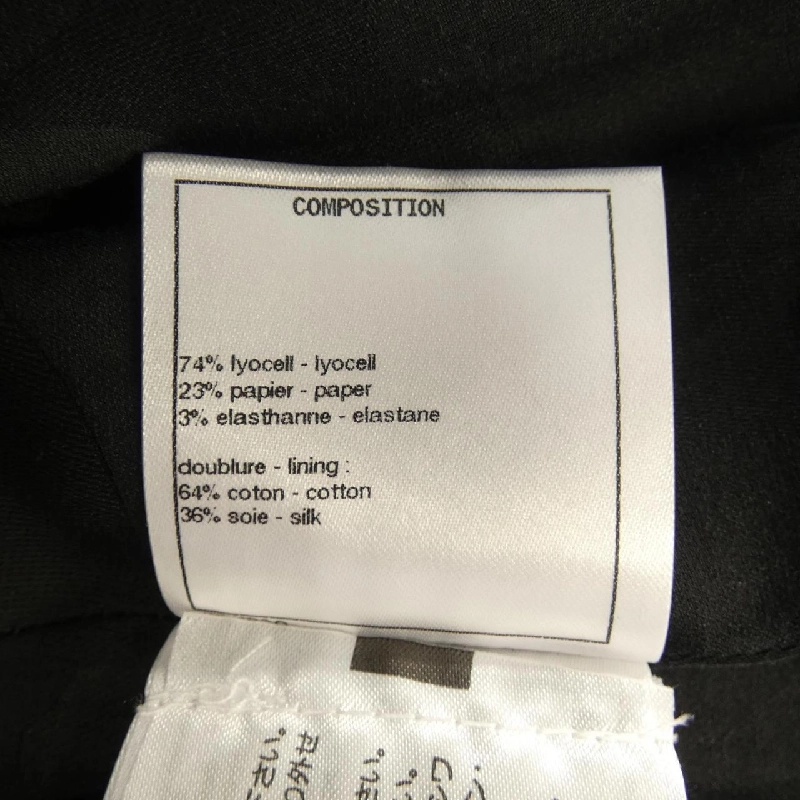 COMPOSITION
74% lyocell - lyocell
23% papier - paper
3% elasthanne - elastane
doublure - lining :
64% coton - cotton
36% soie - silk